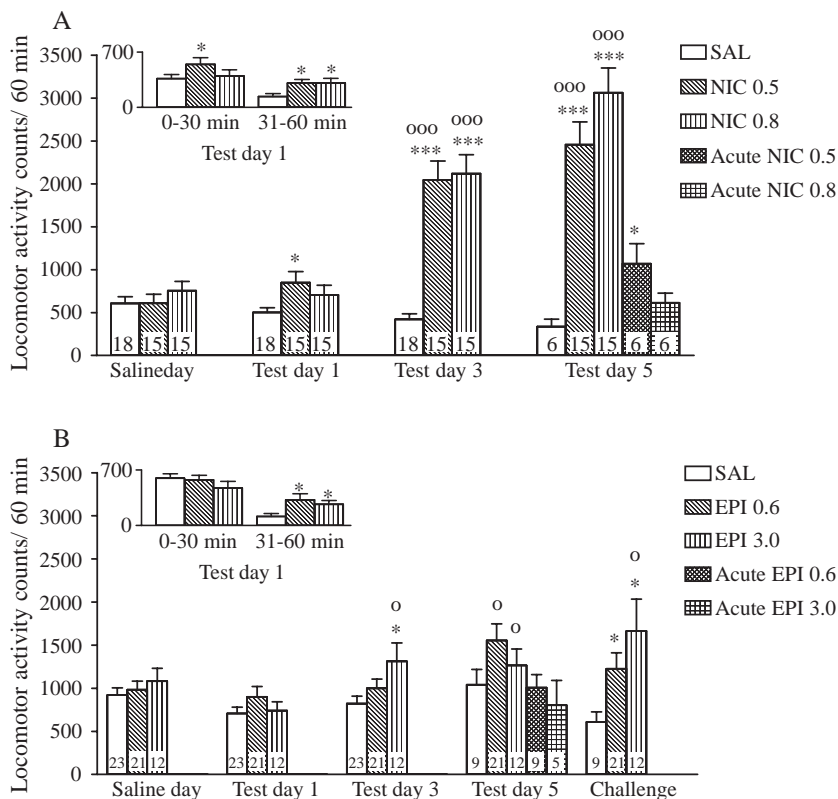 A
Locomotor activity counts/ 60 min
3500
3000
2500
2000
1500
1000
500
0
700
0
*
* *
0-30 min 31-60 min
Test day 1
SAL
NIC 0.5
NIC 0.8
Acute NIC 0.5
Acute NIC 0.8
*
ooo
***
ooo
***
ooo
***
ooo
***
*
18 15 15
18 15 15
18 15 15
6 15 15 6 6
Salineday Test day 1 Test day 3 Test day 5
B
Locomotor activity counts/ 60 min
3500
3000
2500
2000
1500
1000
500
0
700
0
* *
0-30 min 31-60 min
Test day 1
SAL
EPI 0.6
EPI 3.0
Acute EPI 0.6
Acute EPI 3.0
o
*
o
o
*
o
*
23 21 12
23 21 12
23 21 12
9 21 12 9 5
9 21 12
Saline day Test day 1 Test day 3 Test day 5 Challenge